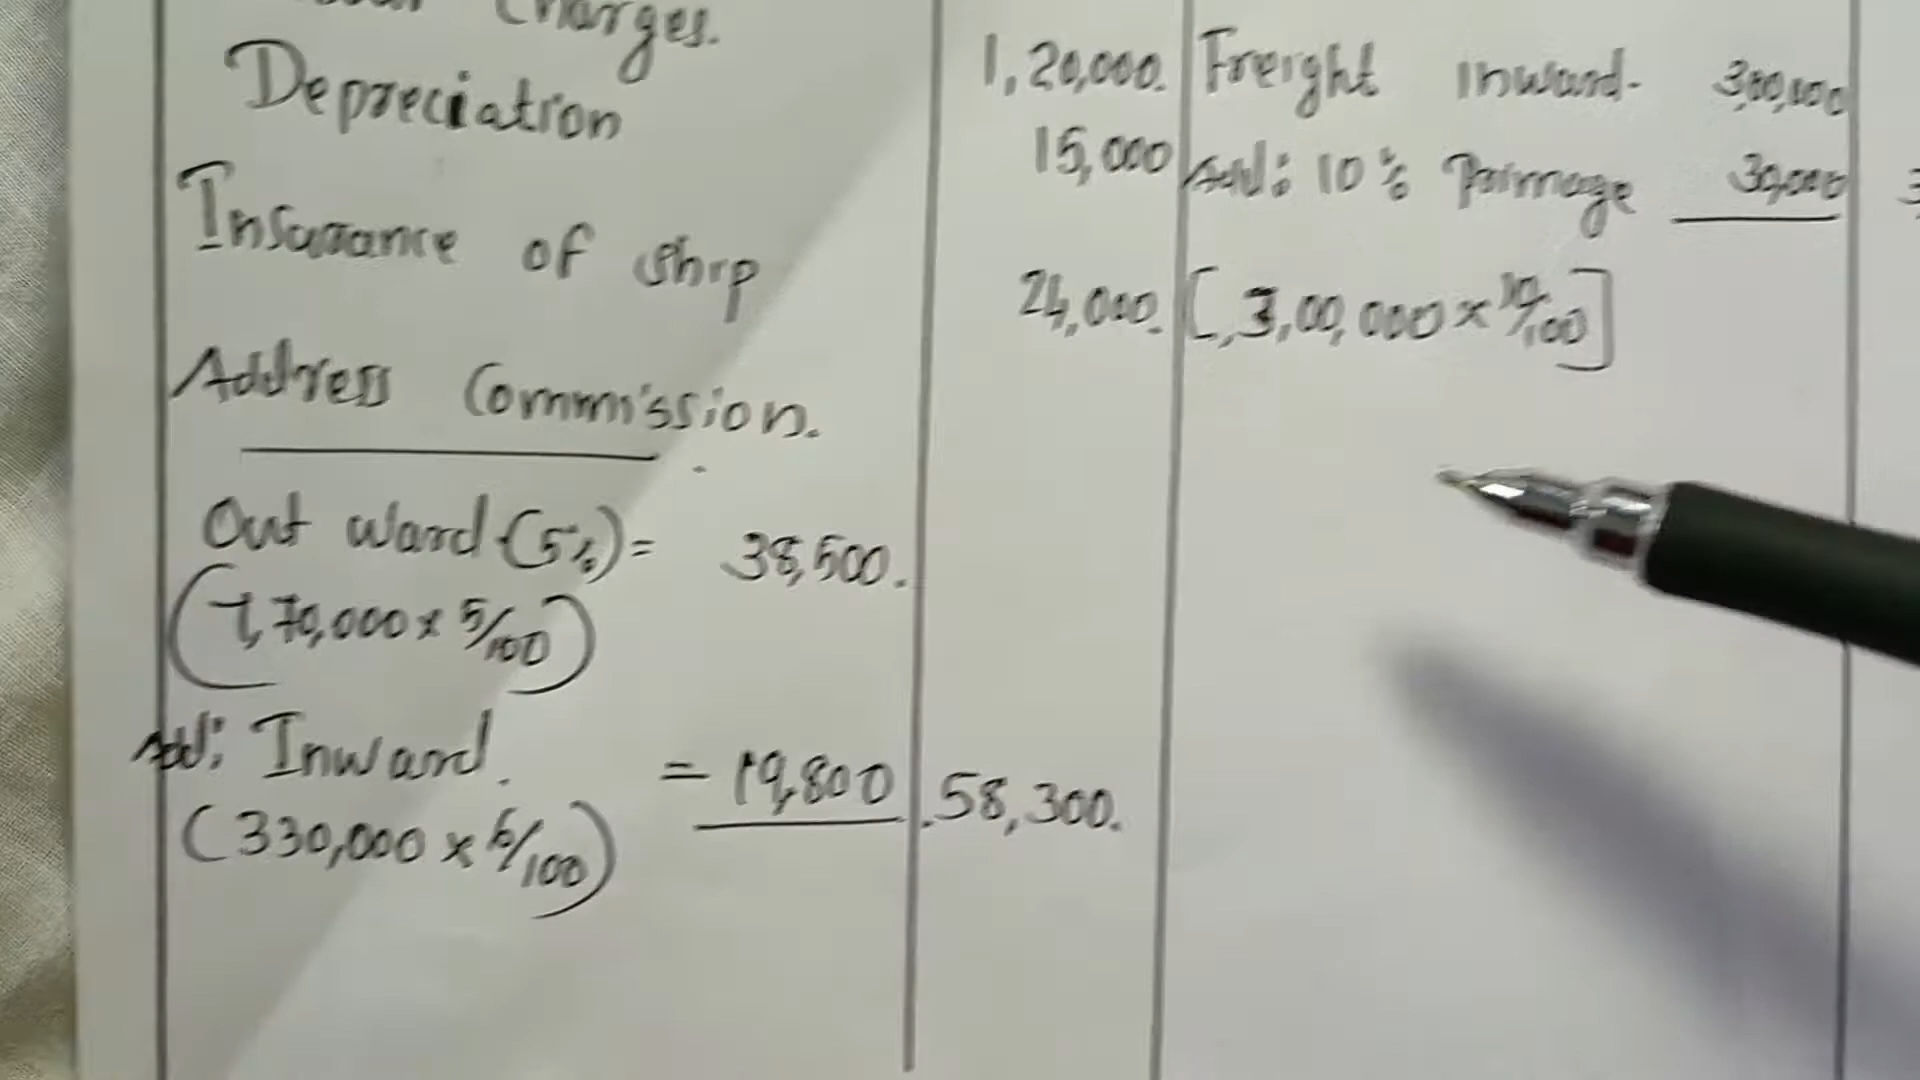 Charges.
Depreciation
Insurance of Ship
Address Commission.
Out ward (5%) = 38,500.
(7,70,000 x 5/100)
Add: Inward. = 19,800 58,300.
(330,000 x 6/100)
1,20,000.
15,000
24,000.
Freight Inward- 3,00,000
Add: 10% Primage 30,000
[3,00,000 x 10/100]